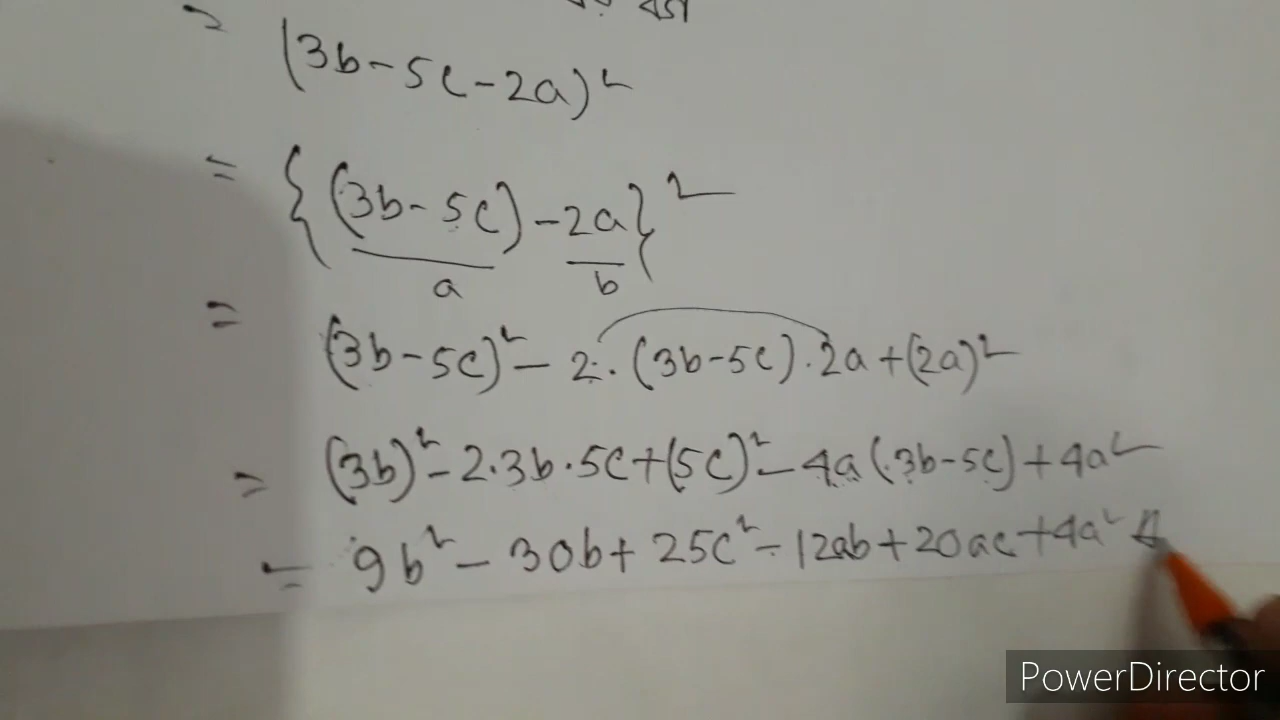 = (3b-5c-2a)²
= {(3b-5c)-2a}²
a b
= (3b-5c)²-2.(3b-5c).2a+(2a)²
= (3b)²-2.3b.5c+(5c)²-4a(3b-5c)+4a²
= 9b²-30b+25c²-12ab+20ac+4a²
PowerDirector